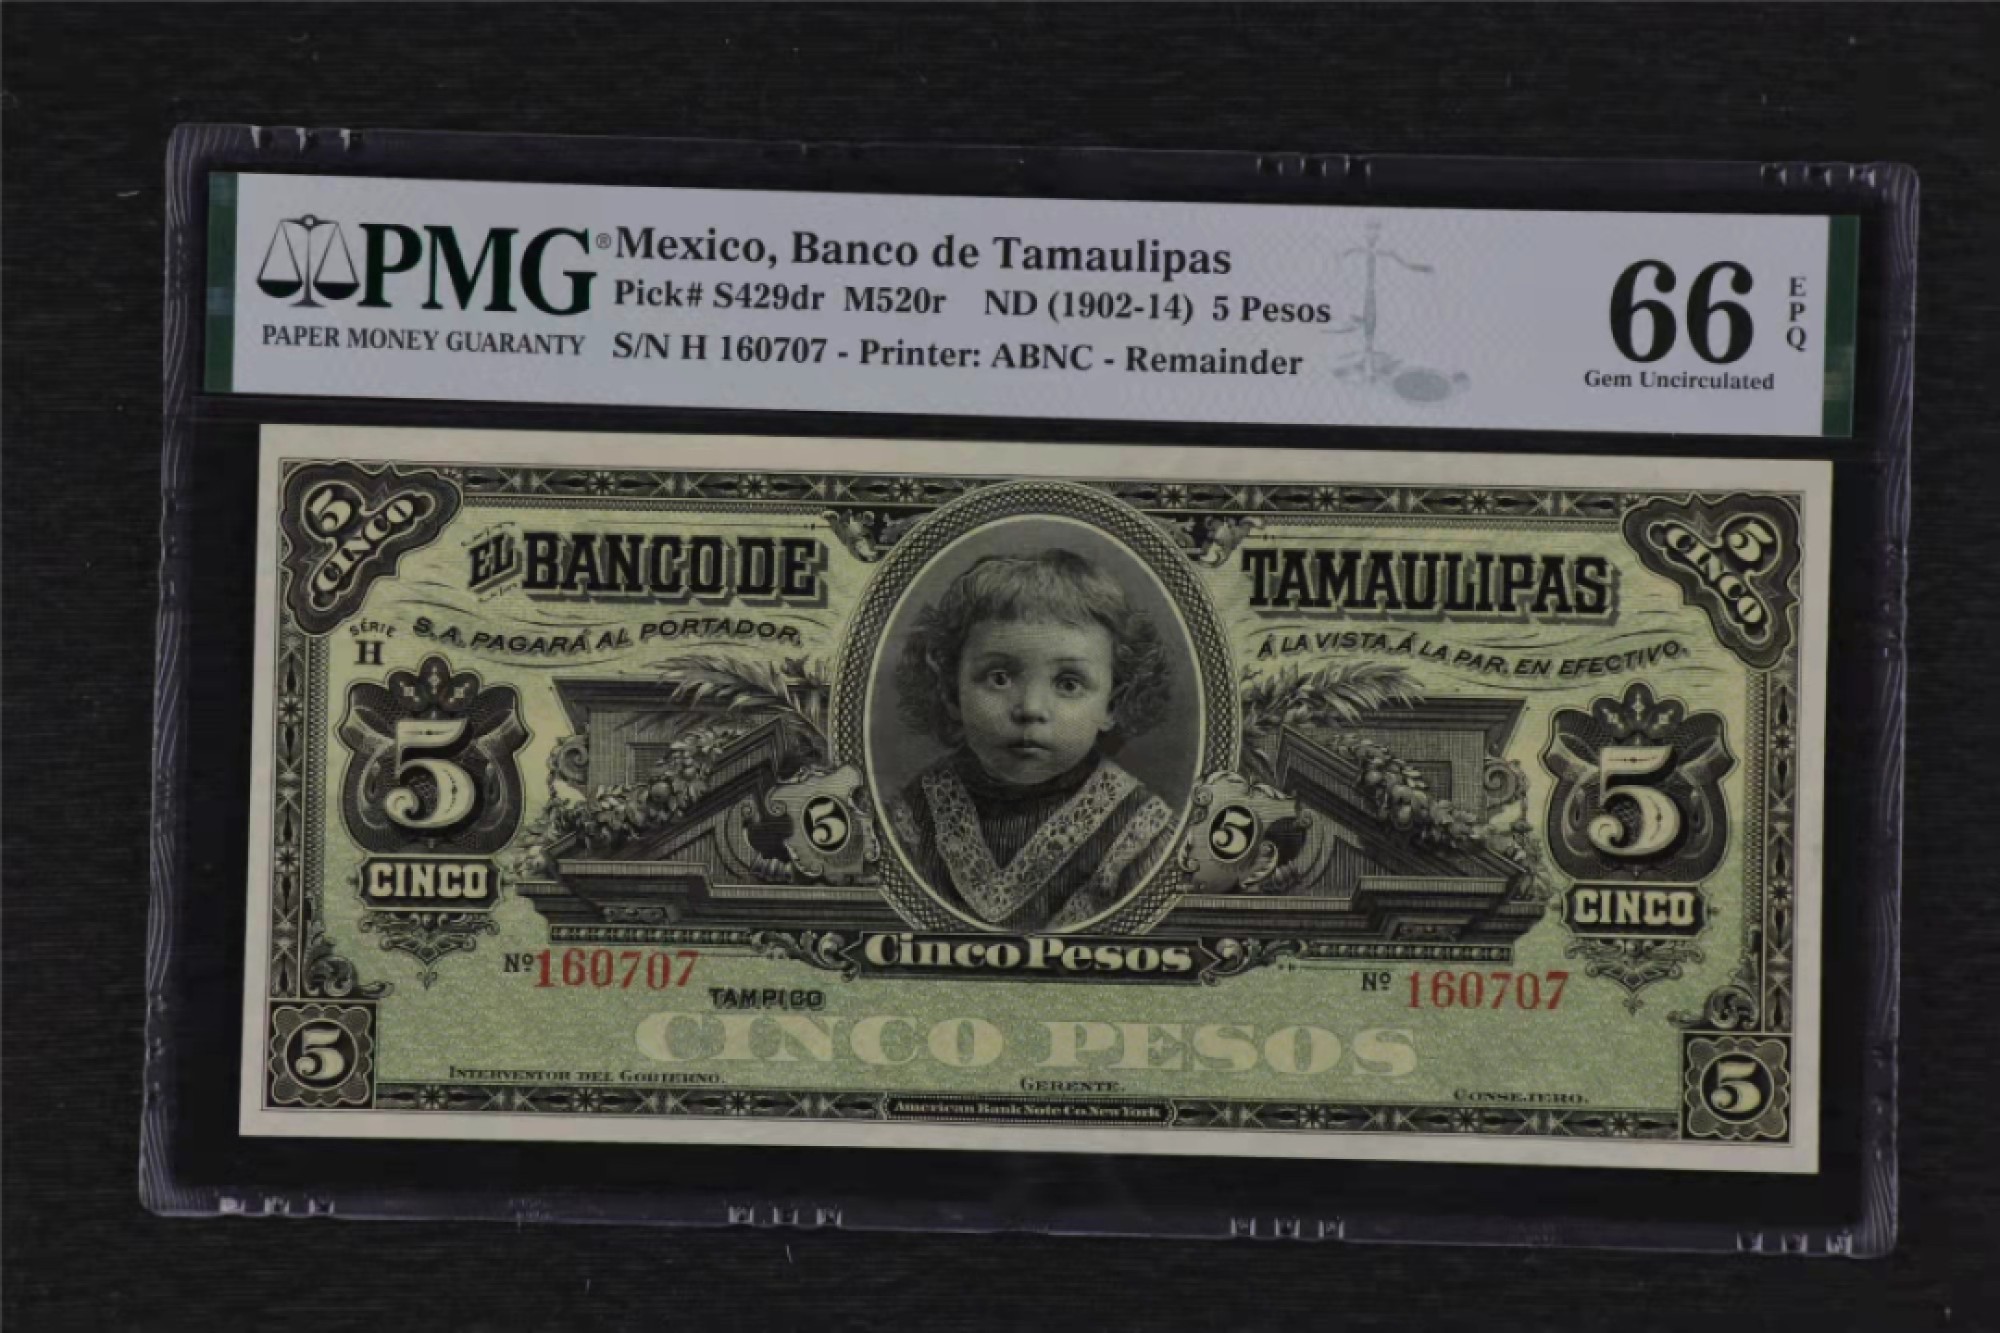 PMG® Mexico, Banco de Tamaulipas
Pick# S429dr M520r ND (1902-14) 5 Pesos
PAPER MONEY GUARANTY S/N H 160707 - Printer: ABNC - Remainder
66 EPQ
Gem Uncirculated
5 CINCO
5 CINCO
EL BANCO DE TAMAULIPAS
SÉRIE H
S.A. PAGARÁ AL PORTADOR, Á LA VISTA, Á LA PAR, EN EFECTIVO.
5 5 5 5
CINCO CINCO
Cinco Pesos
Nº 160707 Nº 160707
TAMPICO
CINCO PESOS
5 5
INTERVENTOR DEL GOBIERNO. GERENTE. CONSEJERO.
American Bank Note Co. New York